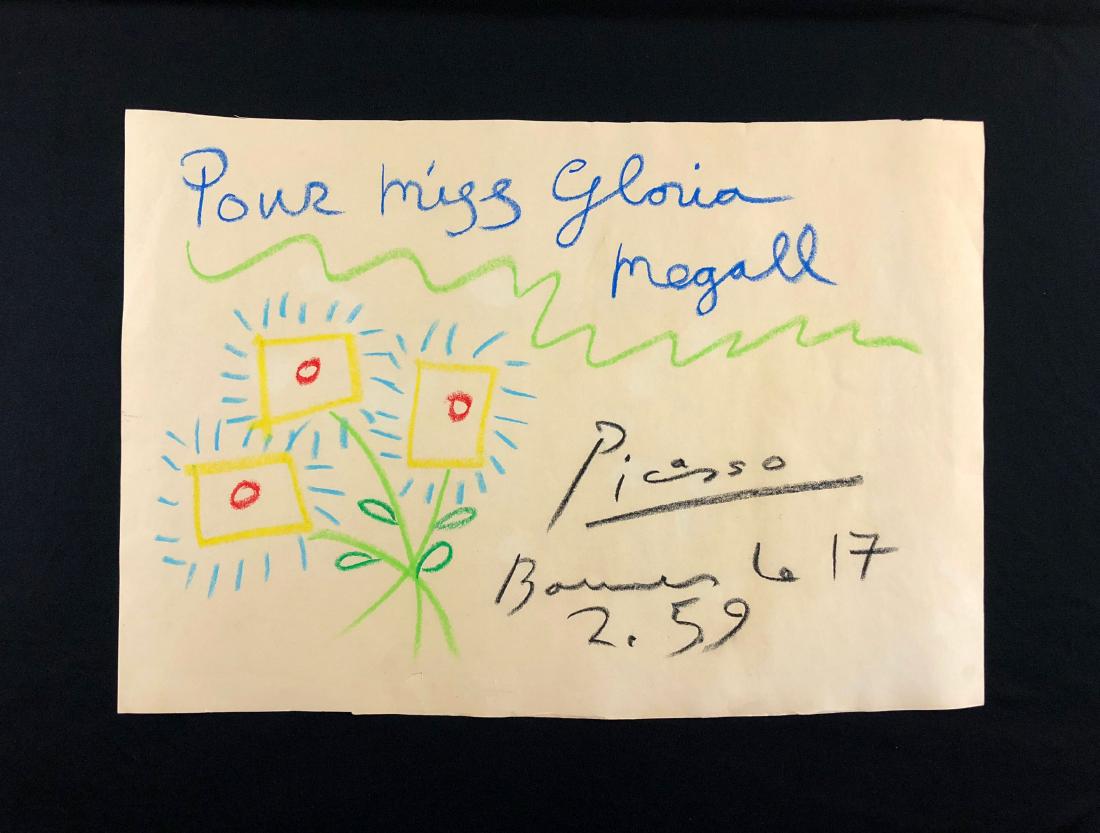 Pour miss Gloria
megall
Picasso
le 17
2.59